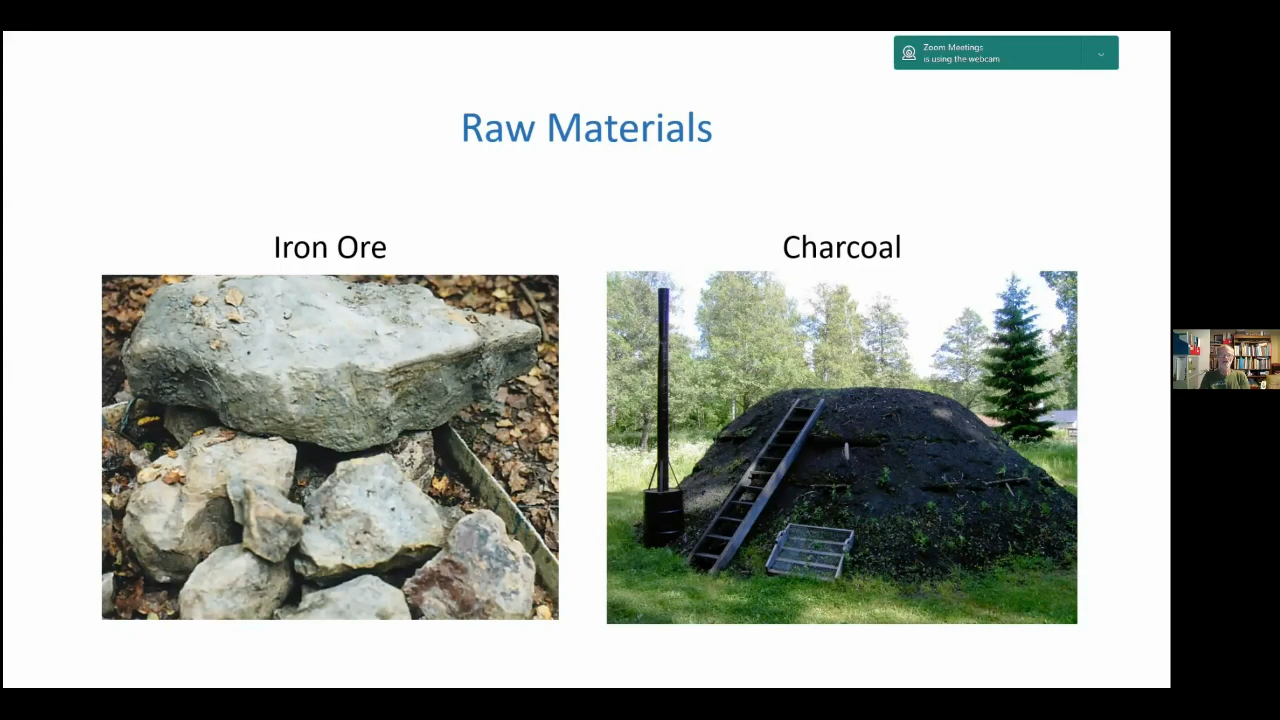 Zoom Meetings
is using the webcam
Raw Materials
Iron Ore
Charcoal